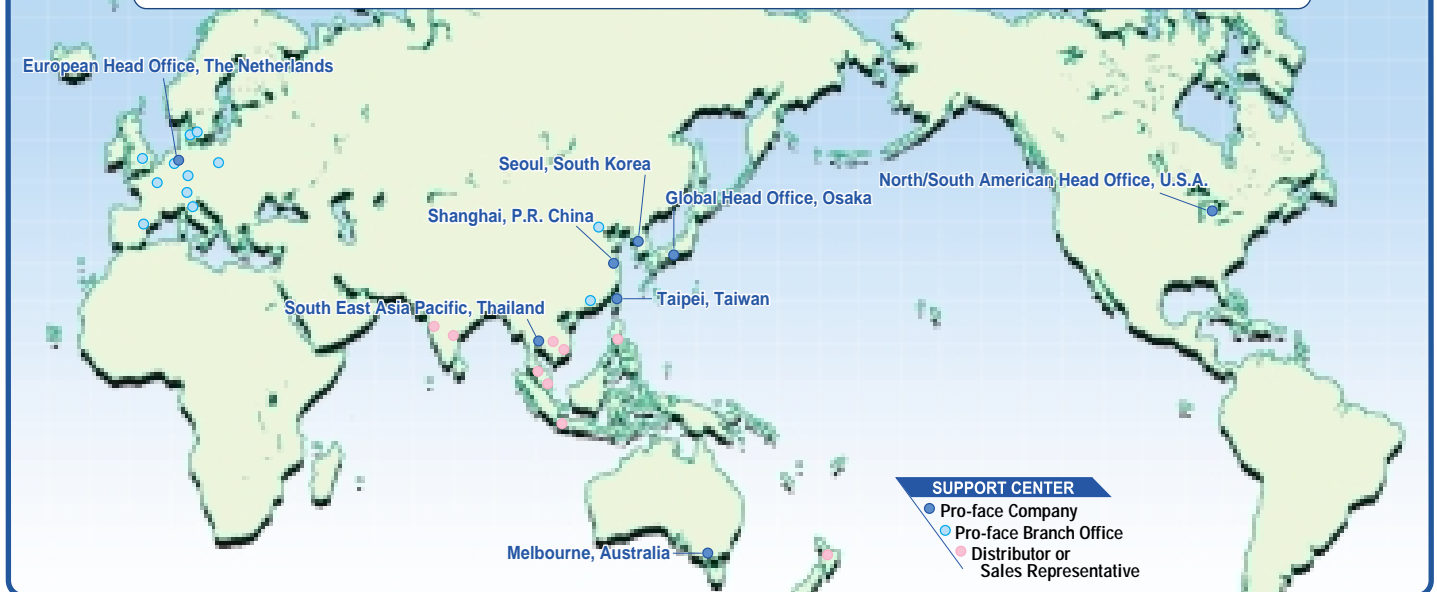 European Head Office, The Netherlands
Seoul, South Korea
North/South American Head Office, U.S.A.
Global Head Office, Osaka
Shanghai, P.R. China
Taipei, Taiwan
South East Asia Pacific, Thailand
Melbourne, Australia
SUPPORT CENTER
Pro-face Company
Pro-face Branch Office
Distributor or
Sales Representative